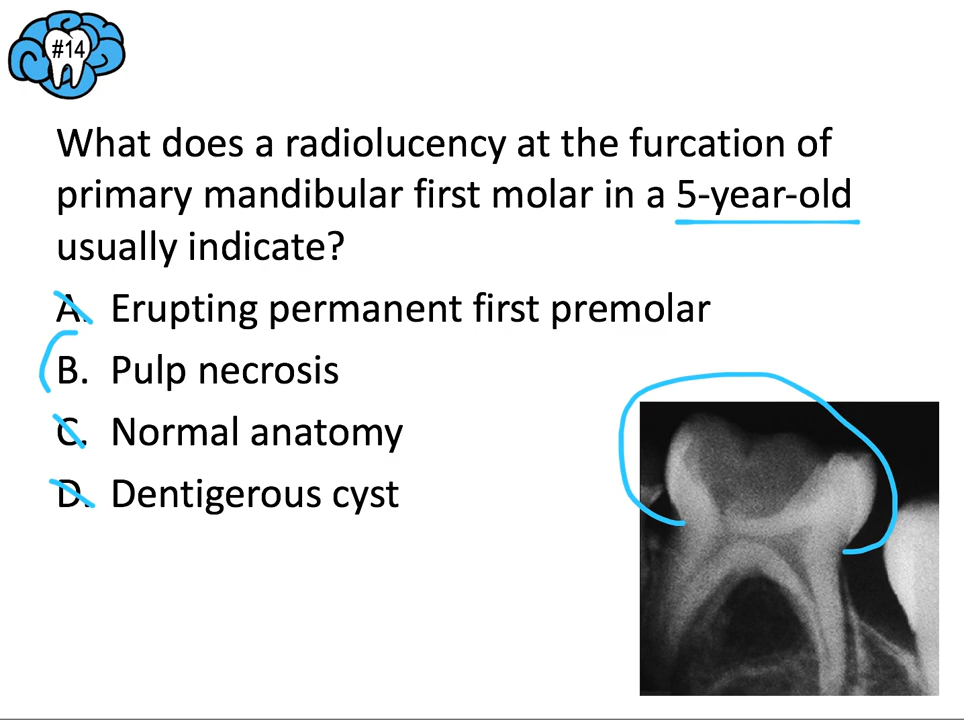 #14
What does a radiolucency at the furcation of
primary mandibular first molar in a 5-year-old
usually indicate?
A. Erupting permanent first premolar
B. Pulp necrosis
C. Normal anatomy
D. Dentigerous cyst